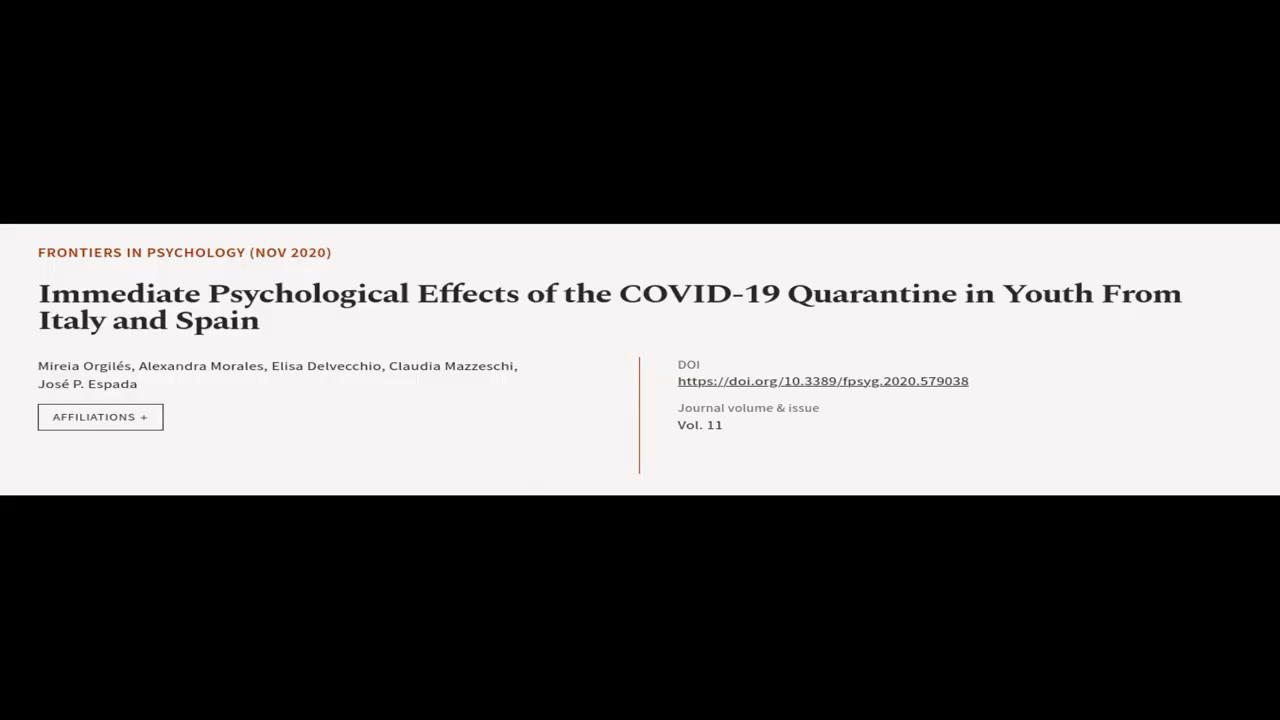 FRONTIERS IN PSYCHOLOGY (NOV 2020)
Immediate Psychological Effects of the COVID-19 Quarantine in Youth From
Italy and Spain
Mireia Orgilés, Alexandra Morales, Elisa Delvecchio, Claudia Mazzeschi,
José P. Espada
AFFILIATIONS +
DOI
https://doi.org/10.3389/fpsyg.2020.579038
Journal volume & issue
Vol. 11